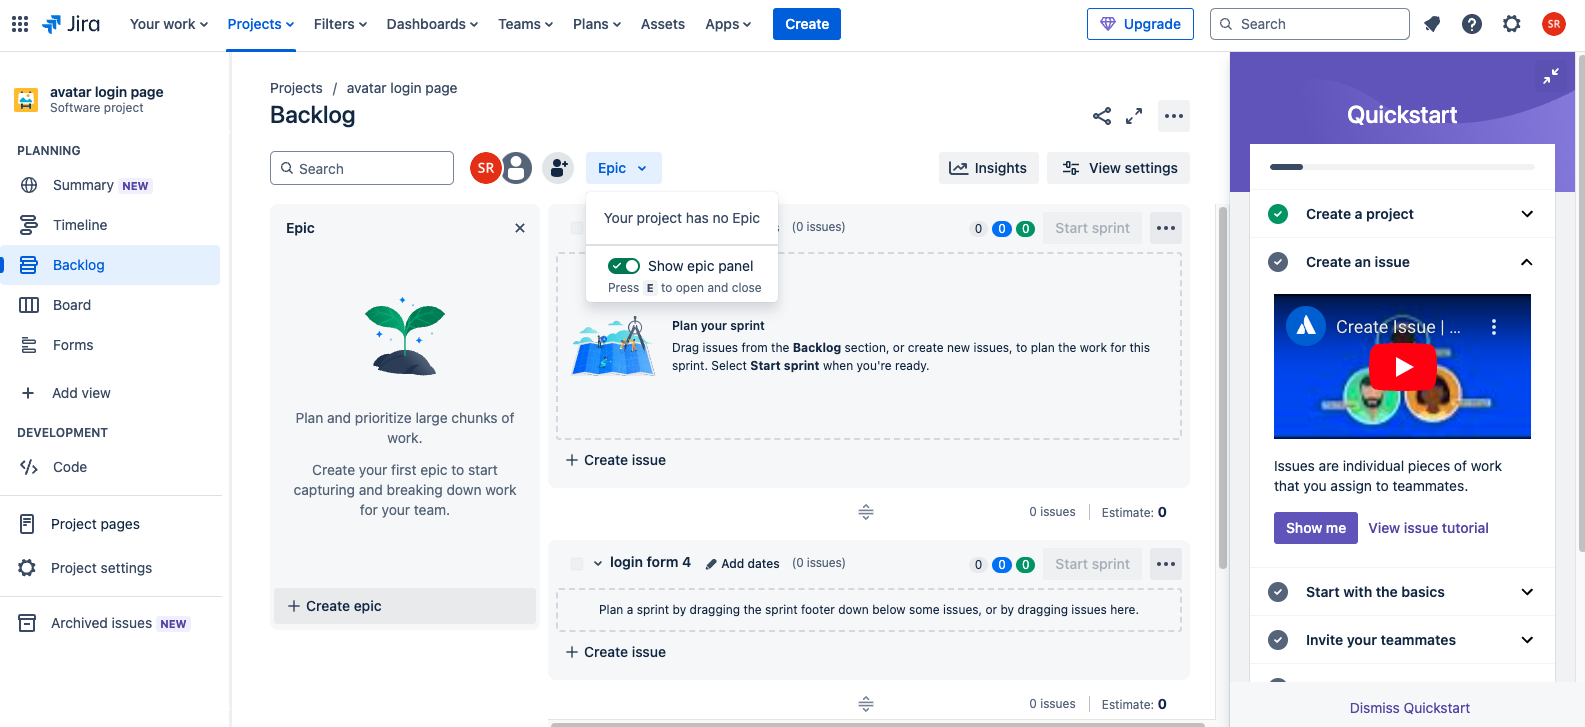 Jira
Your work
Projects
Filters
Dashboards
Teams
Plans
Assets
Apps
Create
Upgrade
Search
SR
avatar login page
Software project
PLANNING
Summary NEW
Timeline
Backlog
Board
Forms
Add view
DEVELOPMENT
Code
Project pages
Project settings
Archived issues NEW
Projects / avatar login page
Backlog
Search
SR
Epic
Insights
View settings
Your project has no Epic
Show epic panel
Press E to open and close
Epic
Plan and prioritize large chunks of
work.
Create your first epic to start
capturing and breaking down work
for your team.
Create epic
(0 issues)
0 0 0
Start sprint
Plan your sprint
Drag issues from the Backlog section, or create new issues, to plan the work for this
sprint. Select Start sprint when you're ready.
Create issue
0 issues
Estimate: 0
login form 4
Add dates
(0 issues)
0 0 0
Start sprint
Plan a sprint by dragging the sprint footer down below some issues, or by dragging issues here.
Create issue
0 issues
Estimate: 0
Quickstart
Create a project
Create an issue
Create Issue | ...
Issues are individual pieces of work
that you assign to teammates.
Show me
View issue tutorial
Start with the basics
Invite your teammates
Dismiss Quickstart